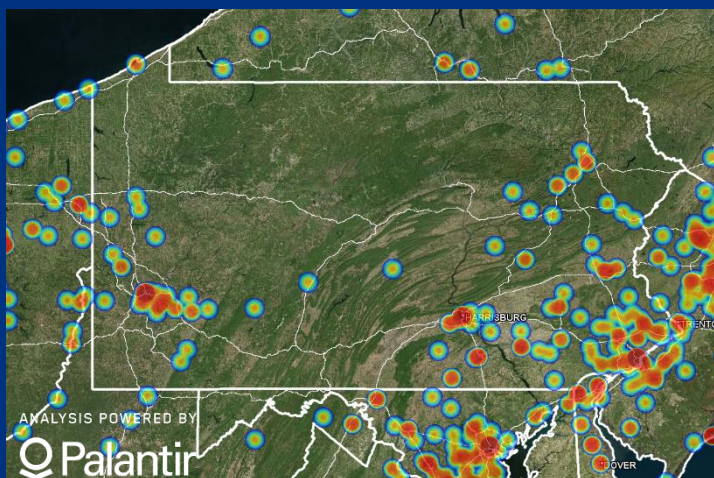 HARRISBURG
TRENTO
ANALYSIS POWERED BY
Palantir
DOVER